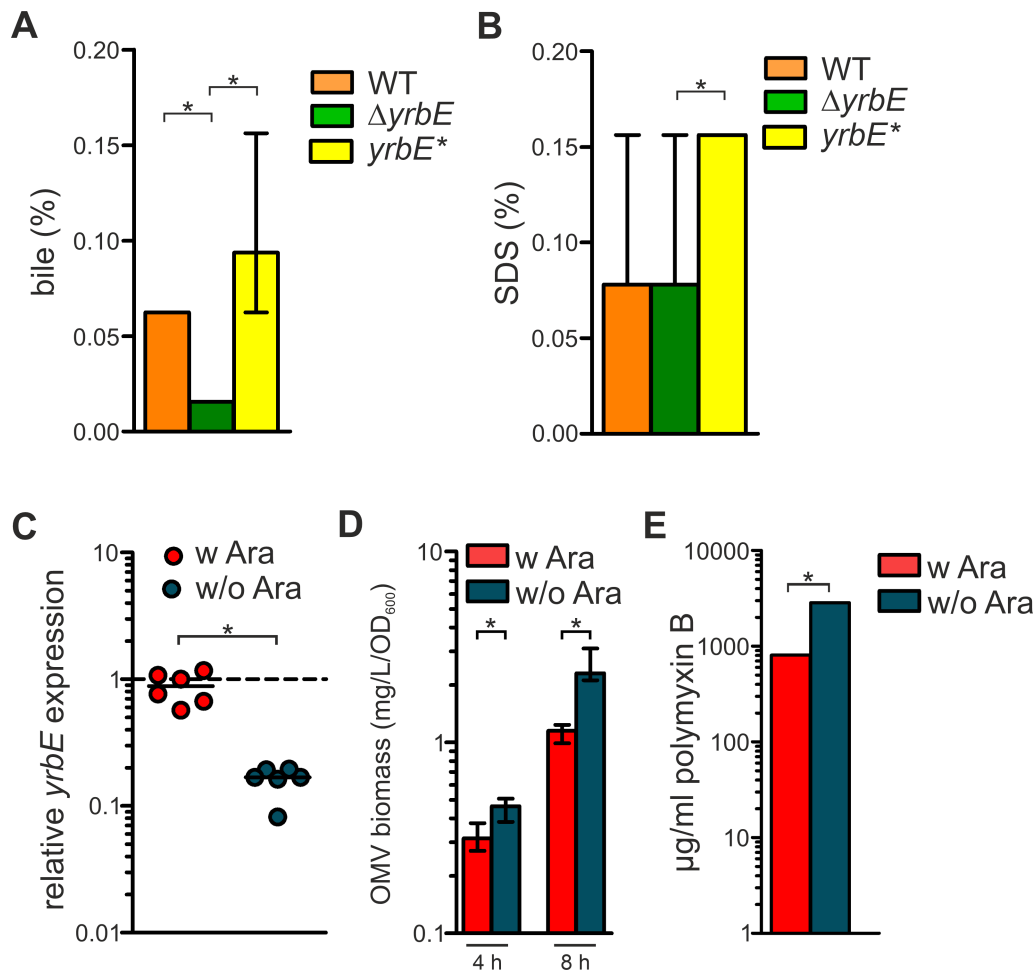 A
0.20
0.15
0.10
0.05
0.00
bile (%)
*
*
WT
ΔyrbE
yrbE*
B
0.20
0.15
0.10
0.05
0.00
SDS (%)
*
WT
ΔyrbE
yrbE*
C
w Ara
w/o Ara
10
1
0.1
0.01
relative yrbE expression
*
D
w Ara
w/o Ara
10
1
0.1
OMV biomass (mg/L/OD600)
*
*
4 h
8 h
E
w Ara
w/o Ara
10000
1000
100
10
1
µg/ml polymyxin B
*